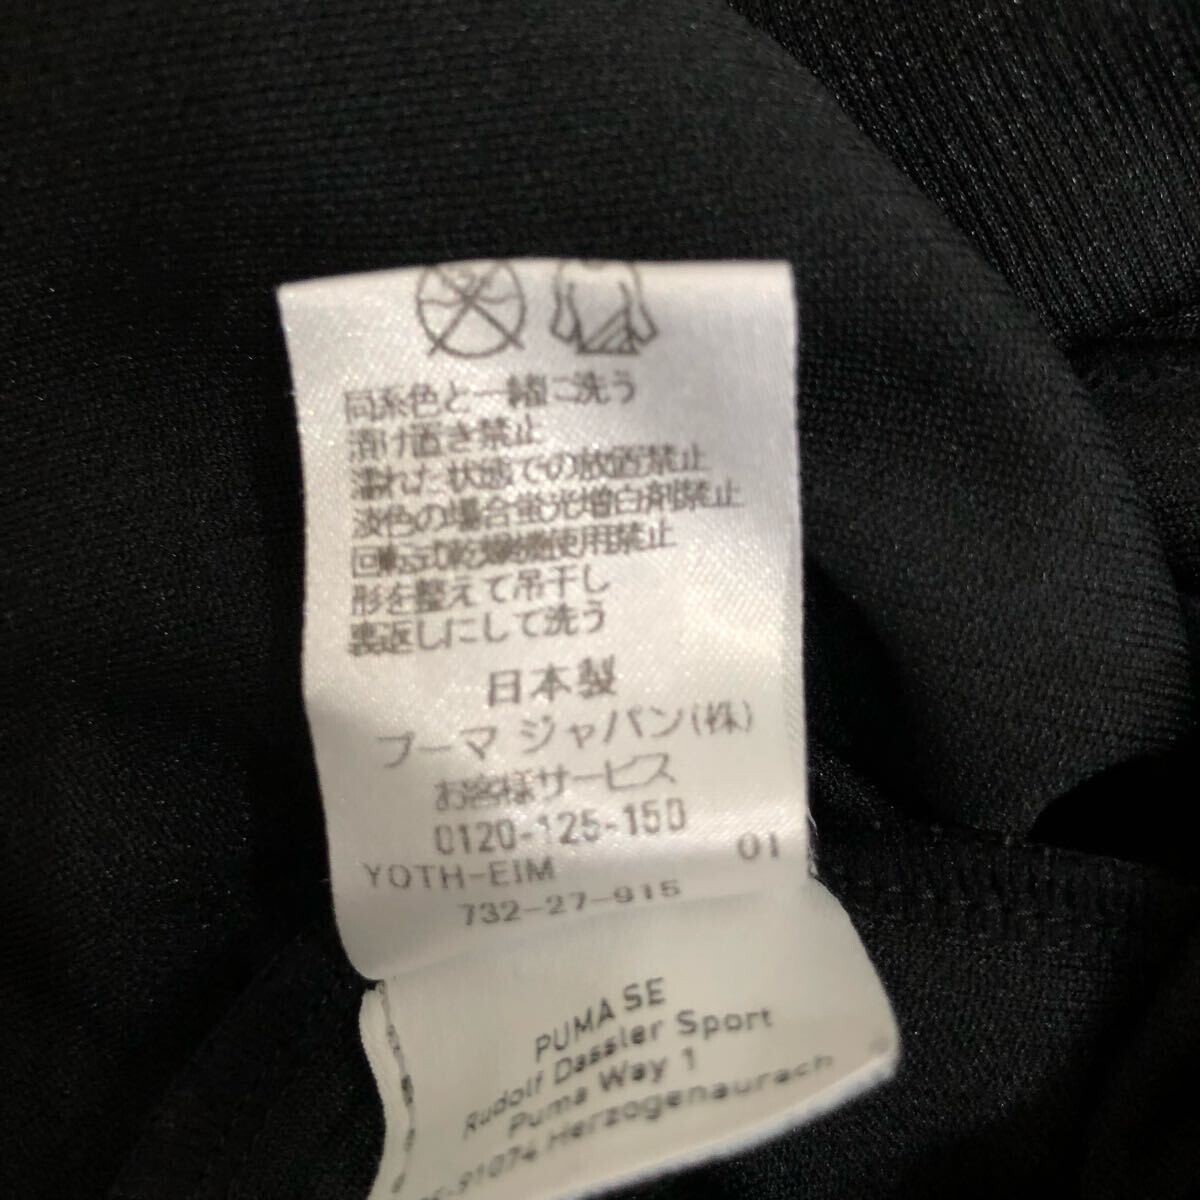 同系色と一緒に洗う
漬け置き禁止
濡れた状態での放置禁止
淡色の場合蛍光増白剤禁止
回転式乾燥機使用禁止
形を整えて吊干し
裏返しにして洗う
日本製
プーマ ジャパン(株)
お客様サービス
0120-125-150
YOTH-EIM 01
732-27-915
PUMA SE
Rudolf Dassler Sport
Puma Way 1
91074 Herzogenaurach